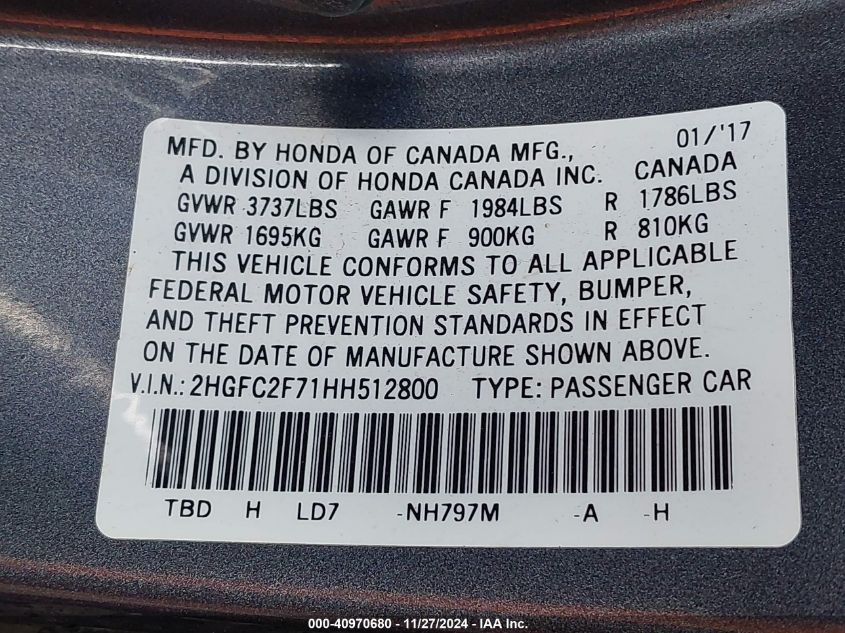 01/'17
MFD. BY HONDA OF CANADA MFG.,
A DIVISION OF HONDA CANADA INC. CANADA
GVWR 3737LBS GAWR F 1984LBS R 1786LBS
GVWR 1695KG GAWR F 900KG R 810KG
THIS VEHICLE CONFORMS TO ALL APPLICABLE
FEDERAL MOTOR VEHICLE SAFETY, BUMPER,
AND THEFT PREVENTION STANDARDS IN EFFECT
ON THE DATE OF MANUFACTURE SHOWN ABOVE.
V.I.N.: 2HGFC2F71HH512800 TYPE: PASSENGER CAR
TBD H LD7 -NH797M -A -H
000-40970680 - 11/27/2024 - IAA Inc.